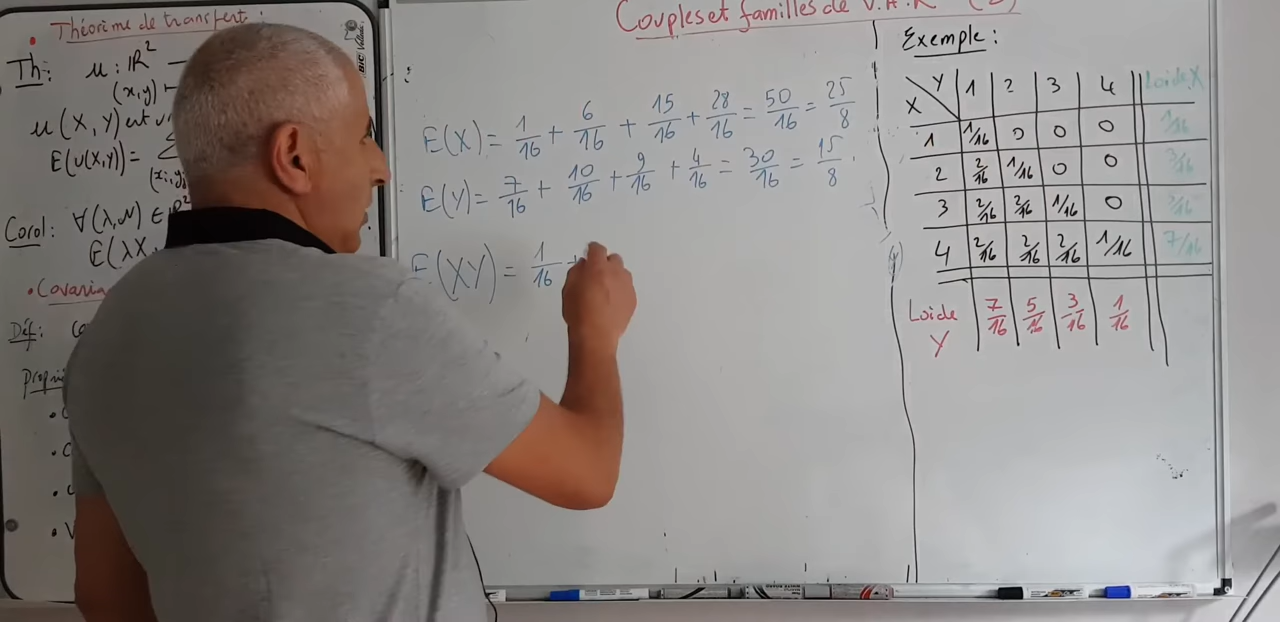 Couples et familles de V.A.R (2)
• Théorème de transfert :
Th: u : ℝ²
(x,y) ↦
u(X,Y) est
E(u(X,Y)) = Σ
Corol: ∀(λ,μ) ∈ ℝ²
E(λX
• Covaria
Déf:
Propri
E(X) = 1/16 + 6/16 + 15/16 + 28/16 = 50/16 = 25/8
E(Y) = 7/16 + 10/16 + 9/16 + 4/16 = 30/16 = 15/8 .
E(XY) = 1/16 +
Exemple :
X Y 1 2 3 4 Loi de X
1 1/16 0 0 0 1/16
2 2/16 1/16 0 0 3/16
3 2/16 2/16 1/16 0
4 2/16 2/16 2/16 1/16 7/16
Loi de Y 7/16 5/16 3/16 1/16